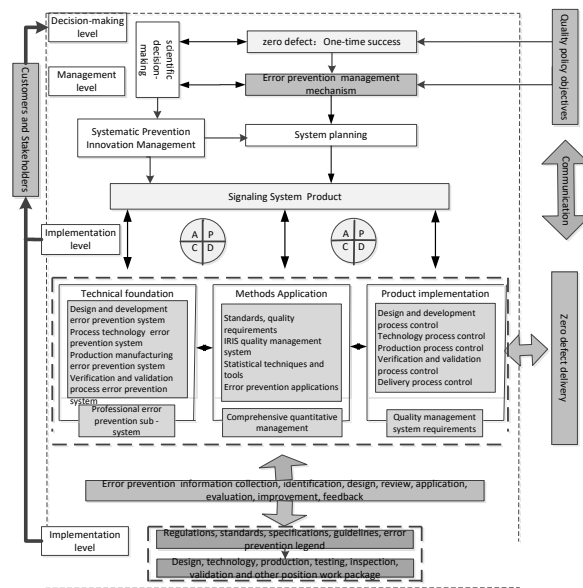 Decision-making
level
scientific
decision-
making
zero defect：One-time success
Quality policy objectives
Customers and Stakeholders
Management
level
Error prevention management
mechanism
Systematic Prevention
Innovation Management
System planning
Communication
Signaling System Product
Implementation
level
A P
C D
A P
C D
Technical foundation
Design and development
error prevention system
Process technology error
prevention system
Production manufacturing
error prevention system
Verification and validation
process error prevention
system
Professional error
prevention sub -
system
Methods Application
Standards, quality
requirements
IRIS quality management
system
Statistical techniques and
tools
Error prevention applications
Comprehensive quantitative
management
Product implementation
Design and development
process control
Technology process control
Production process control
Verification and validation
process control
Delivery process control
Quality management
system requirements
Zero defect delivery
Error prevention information collection, identification, design, review, application,
evaluation, improvement, feedback
Implementation
level
Regulations, standards, specifications, guidelines, error
prevention legend
Design, technology, production, testing, inspection,
validation and other position work package